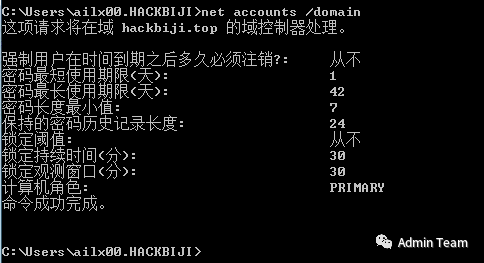 C:\Users\ailx00.HACKBIJI>net accounts /domain
这项请求将在域 hackbiji.top 的域控制器处理。
强制用户在时间到期之后多久必须注销?: 从不
密码最短使用期限(天): 1
密码最长使用期限(天): 42
密码长度最小值: 7
保持的密码历史记录长度: 24
锁定阈值: 从不
锁定持续时间(分): 30
锁定观测窗口(分): 30
计算机角色: PRIMARY
命令成功完成。
C:\Users\ailx00.HACKBIJI>
Admin Team